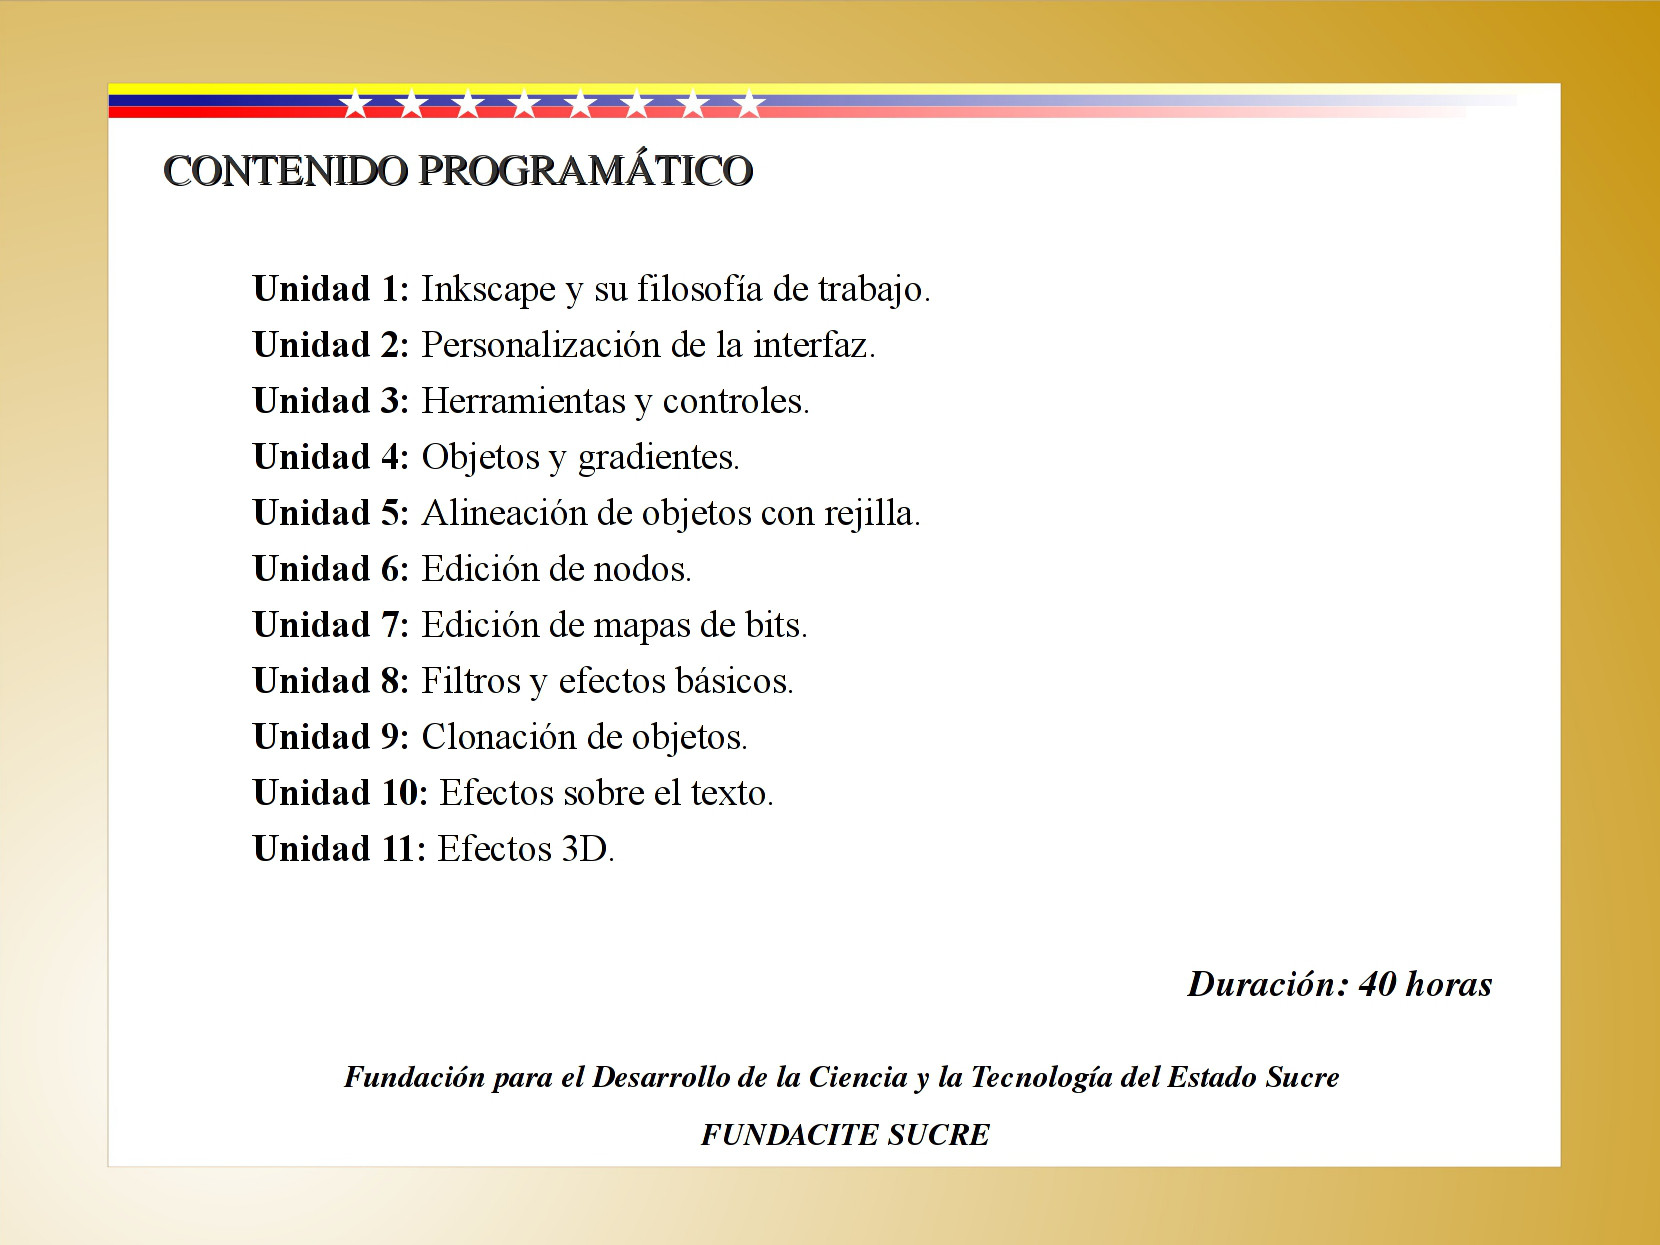 CONTENIDO PROGRAMÁTICO
Unidad 1: Inkscape y su filosofía de trabajo.
Unidad 2: Personalización de la interfaz.
Unidad 3: Herramientas y controles.
Unidad 4: Objetos y gradientes.
Unidad 5: Alineación de objetos con rejilla.
Unidad 6: Edición de nodos.
Unidad 7: Edición de mapas de bits.
Unidad 8: Filtros y efectos básicos.
Unidad 9: Clonación de objetos.
Unidad 10: Efectos sobre el texto.
Unidad 11: Efectos 3D.
Duración: 40 horas
Fundación para el Desarrollo de la Ciencia y la Tecnología del Estado Sucre
FUNDACITE SUCRE